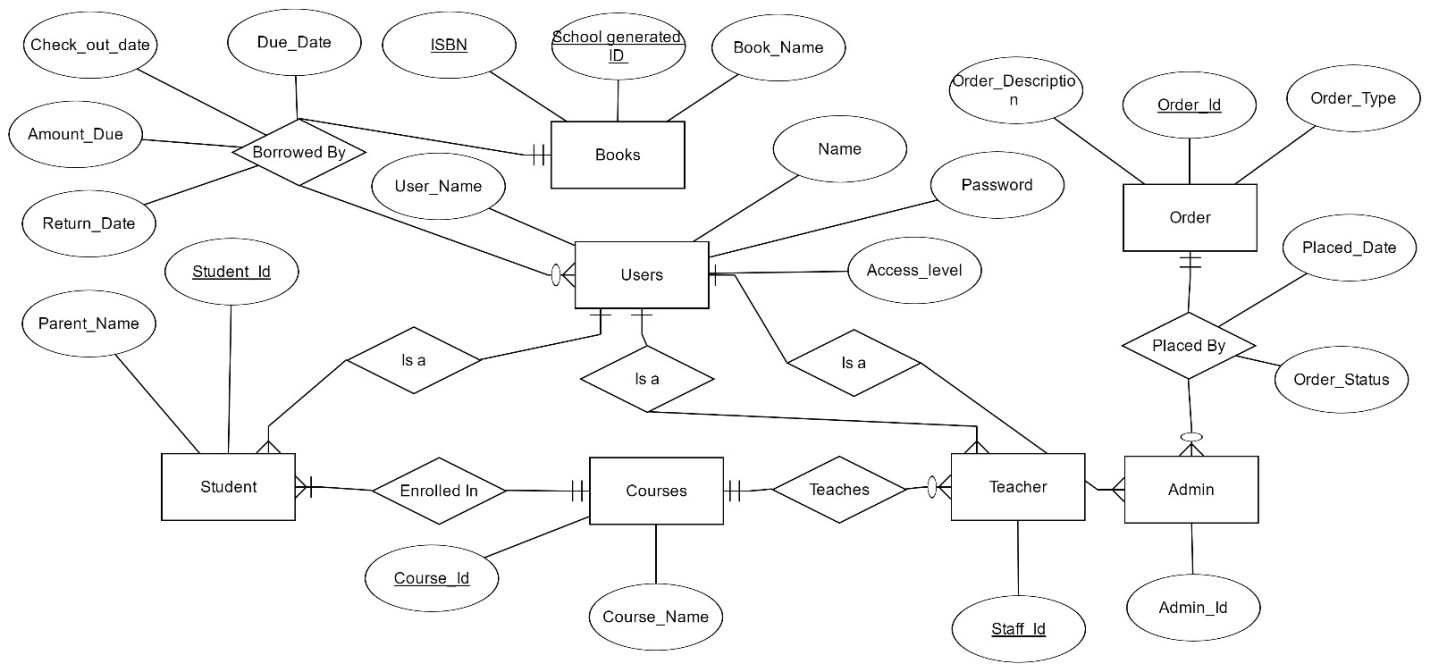 Check_out_date
Due_Date
ISBN
School generated
ID
Book_Name
Order_Descriptio
n
Order_Id
Order_Type
Amount_Due
Borrowed By
Books
Name
User_Name
Password
Return_Date
Order
Placed_Date
Student_Id
Users
Access_level
Parent_Name
Is a
Is a
Is a
Placed By
Order_Status
Student
Enrolled In
Courses
Teaches
Teacher
Admin
Course_Id
Course_Name
Staff_Id
Admin_Id